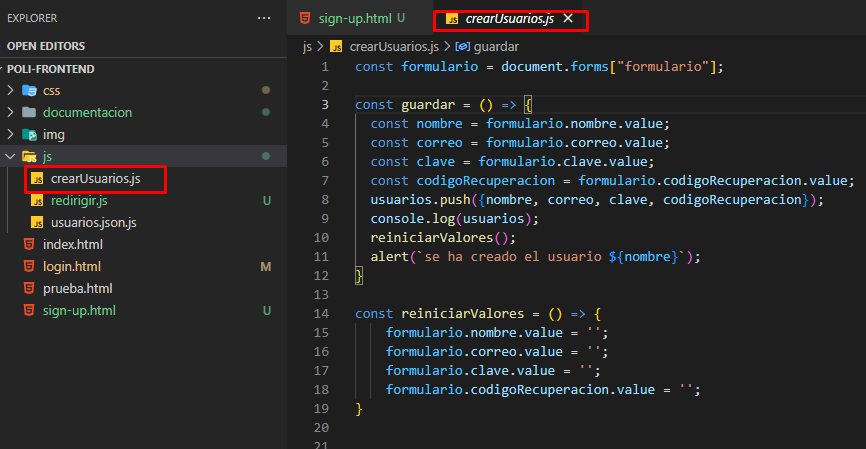 EXPLORER
OPEN EDITORS
POLI-FRONTEND
css
documentacion
img
js
crearUsuarios.js
redirigir.js U
usuarios.json.js
index.html
login.html M
prueba.html
sign-up.html U
sign-up.html U crearUsuarios.js
js > crearUsuarios.js > guardar
1 const formulario = document.forms["formulario"];
2
3 const guardar = () => {
4 const nombre = formulario.nombre.value;
5 const correo = formulario.correo.value;
6 const clave = formulario.clave.value;
7 const codigoRecuperacion = formulario.codigoRecuperacion.value;
8 usuarios.push({nombre, correo, clave, codigoRecuperacion});
9 console.log(usuarios);
10 reiniciarValores();
11 alert(`se ha creado el usuario ${nombre}`);
12 }
13
14 const reiniciarValores = () => {
15 formulario.nombre.value = '';
16 formulario.correo.value = '';
17 formulario.clave.value = '';
18 formulario.codigoRecuperacion.value = '';
19 }
20
21